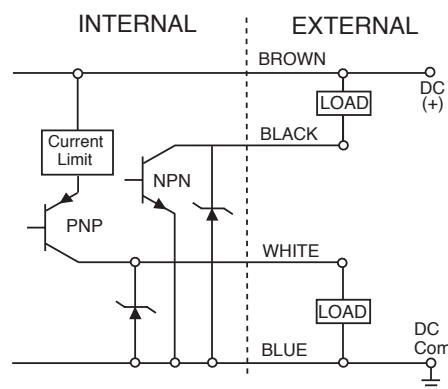 INTERNAL
EXTERNAL
BROWN
DC
(+)
LOAD
BLACK
Current
Limit
NPN
PNP
WHITE
LOAD
DC
Com
BLUE